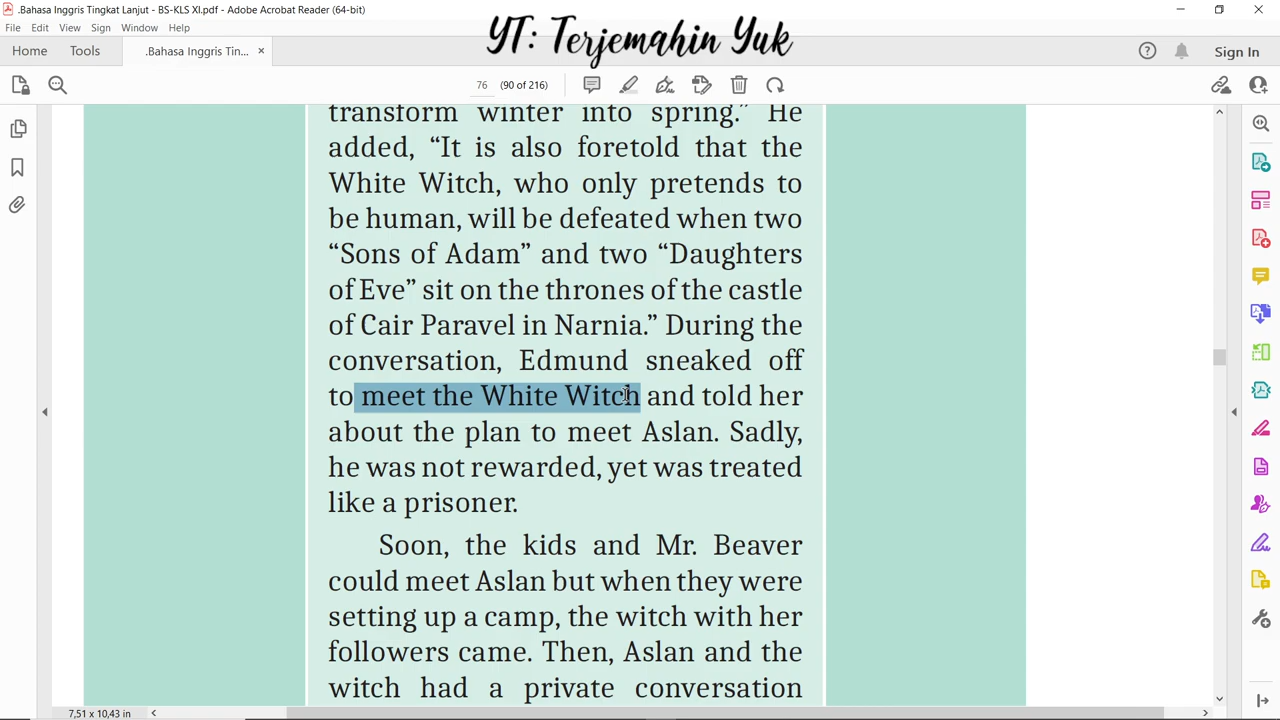 .Bahasa Inggris Tingkat Lanjut - BS-KLS XI.pdf - Adobe Acrobat Reader (64-bit)
File Edit View Sign Window Help
YT: Terjemahin Yuk
Home Tools .Bahasa Inggris Tin... × Sign In
76 (90 of 216)
transform winter into spring.” He
added, “It is also foretold that the
White Witch, who only pretends to
be human, will be defeated when two
“Sons of Adam” and two “Daughters
of Eve” sit on the thrones of the castle
of Cair Paravel in Narnia.” During the
conversation, Edmund sneaked off
to meet the White Witch and told her
about the plan to meet Aslan. Sadly,
he was not rewarded, yet was treated
like a prisoner.
Soon, the kids and Mr. Beaver
could meet Aslan but when they were
setting up a camp, the witch with her
followers came. Then, Aslan and the
witch had a private conversation
7,51 x 10,43 in